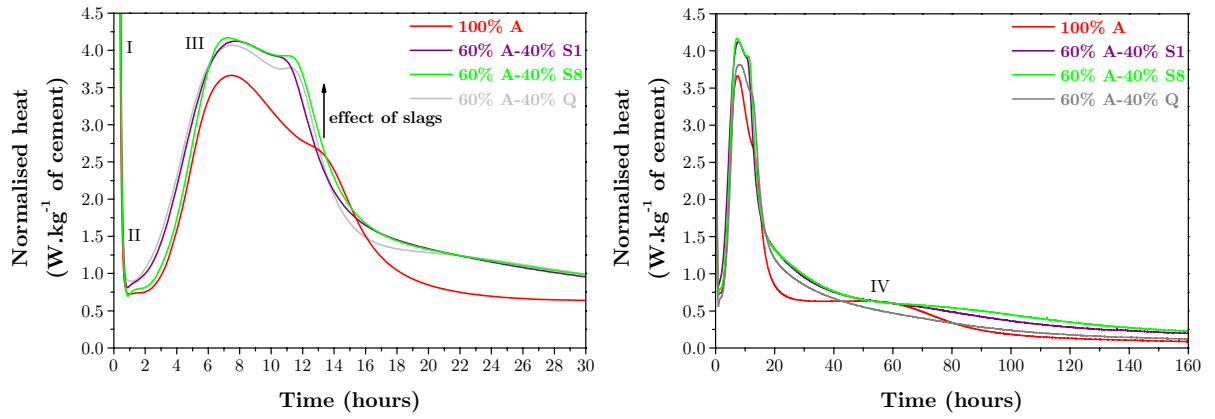 Normalised heat
(W.kg-1 of cement)
4.5
4.0
3.5
3.0
2.5
2.0
1.5
1.0
0.5
0.0
I
II
III
100% A
60% A-40% S1
60% A-40% S8
60% A-40% Q
effect of slags
0 2 4 6 8 10 12 14 16 18 20 22 24 26 28 30
Time (hours)
Normalised heat
(W.kg-1 of cement)
4.5
4.0
3.5
3.0
2.5
2.0
1.5
1.0
0.5
0.0
100% A
60% A-40% S1
60% A-40% S8
60% A-40% Q
IV
0 20 40 60 80 100 120 140 160
Time (hours)